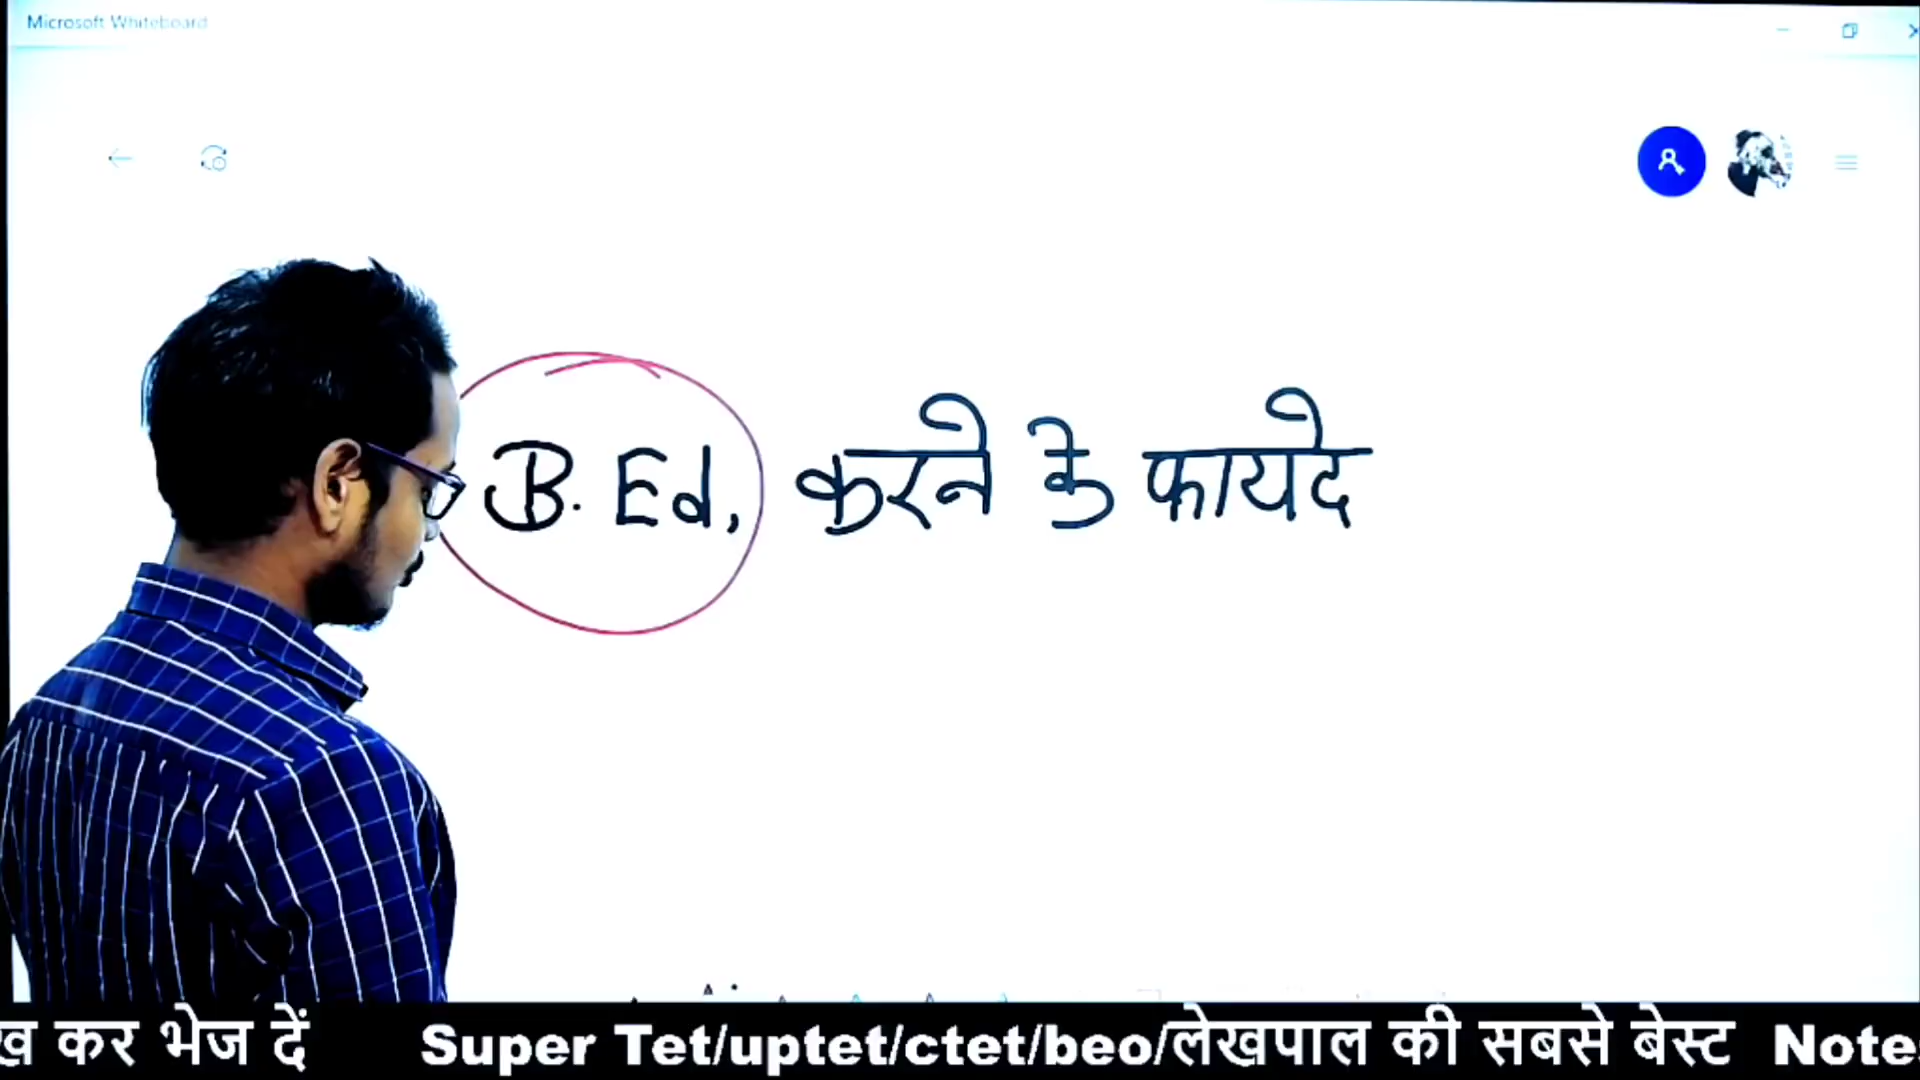 Microsoft Whiteboard
B. Ed, करने के फायदे
ख कर भेज दें Super Tet/uptet/ctet/beo/लेखपाल की सबसे बेस्ट Note